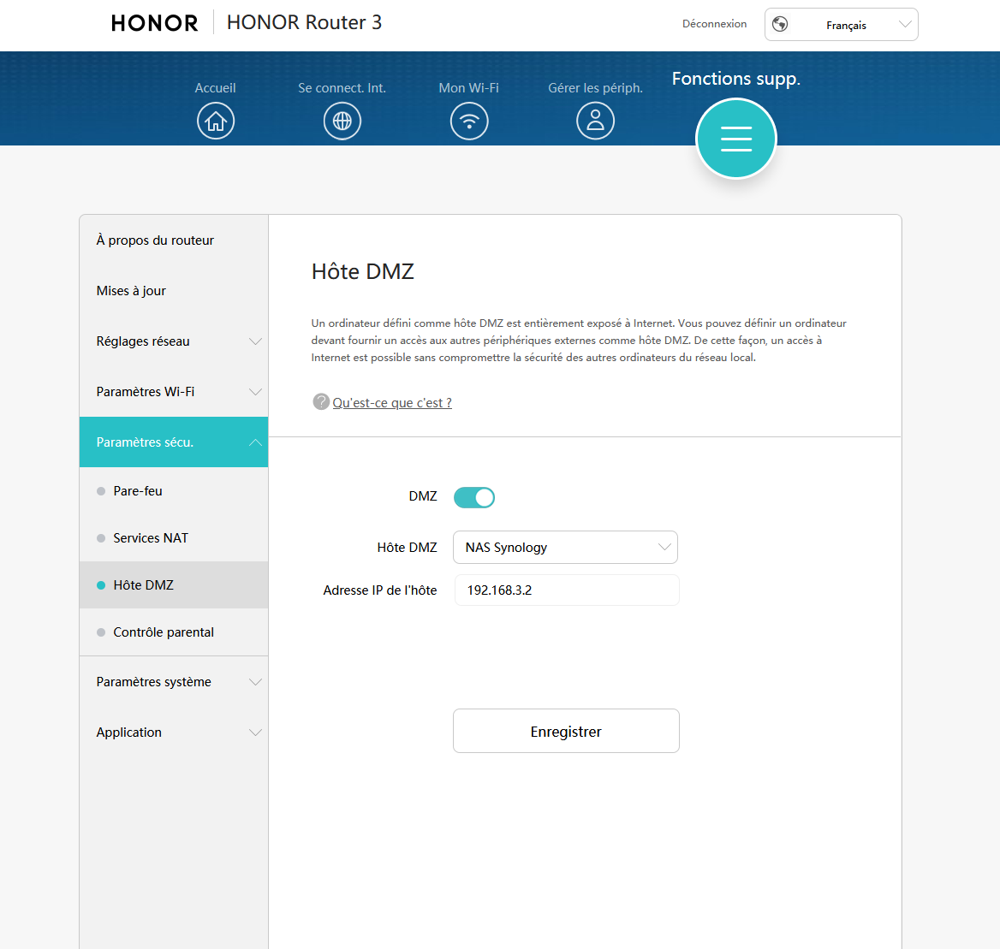 HONOR
HONOR Router 3
Déconnexion
Français
Accueil
Se connect. Int.
Mon Wi-Fi
Gérer les périph.
Fonctions supp.
À propos du routeur
Mises à jour
Réglages réseau
Paramètres Wi-Fi
Paramètres sécu.
Pare-feu
Services NAT
Hôte DMZ
Contrôle parental
Paramètres système
Application
Hôte DMZ
Un ordinateur défini comme hôte DMZ est entièrement exposé à Internet. Vous pouvez définir un ordinateur
devant fournir un accès aux autres périphériques externes comme hôte DMZ. De cette façon, un accès à
Internet est possible sans compromettre la sécurité des autres ordinateurs du réseau local.
? Qu'est-ce que c'est ?
DMZ
Hôte DMZ NAS Synology
Adresse IP de l'hôte 192.168.3.2
Enregistrer